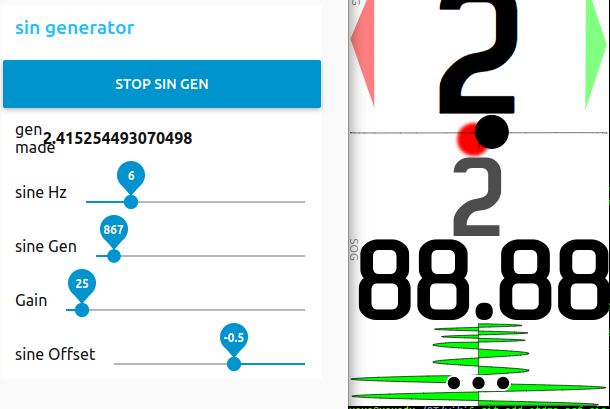 sin generator
STOP SIN GEN
gen made
2.415254493070498
sine Hz
6
sine Gen
867
Gain
25
sine Offset
-0.5
2
2
SOG
88.88